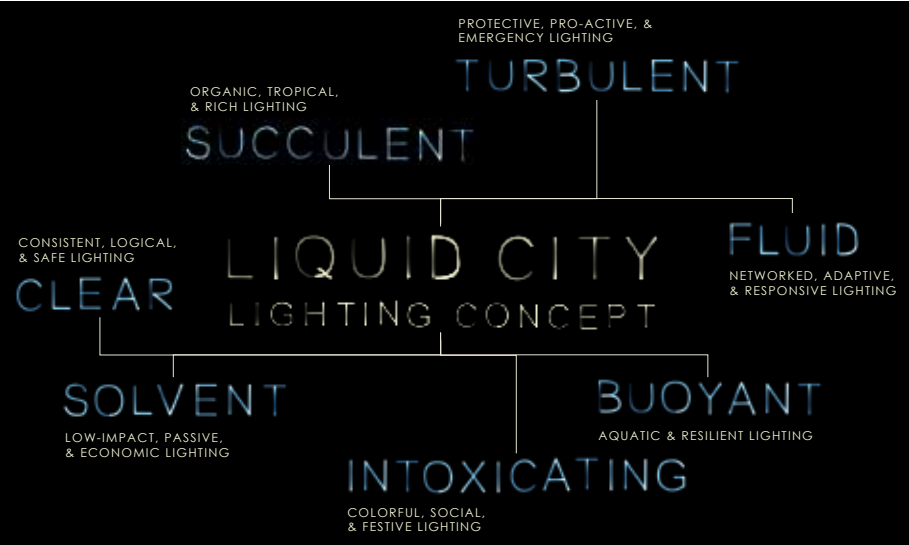 PROTECTIVE, PRO-ACTIVE, &
EMERGENCY LIGHTING
TURBULENT
ORGANIC, TROPICAL,
& RICH LIGHTING
SUCCULENT
FLUID
NETWORKED, ADAPTIVE,
& RESPONSIVE LIGHTING
CONSISTENT, LOGICAL,
& SAFE LIGHTING
CLEAR
LIQUID CITY
LIGHTING CONCEPT
SOLVENT
LOW-IMPACT, PASSIVE,
& ECONOMIC LIGHTING
BUOYANT
AQUATIC & RESILIENT LIGHTING
INTOXICATING
COLORFUL, SOCIAL,
& FESTIVE LIGHTING